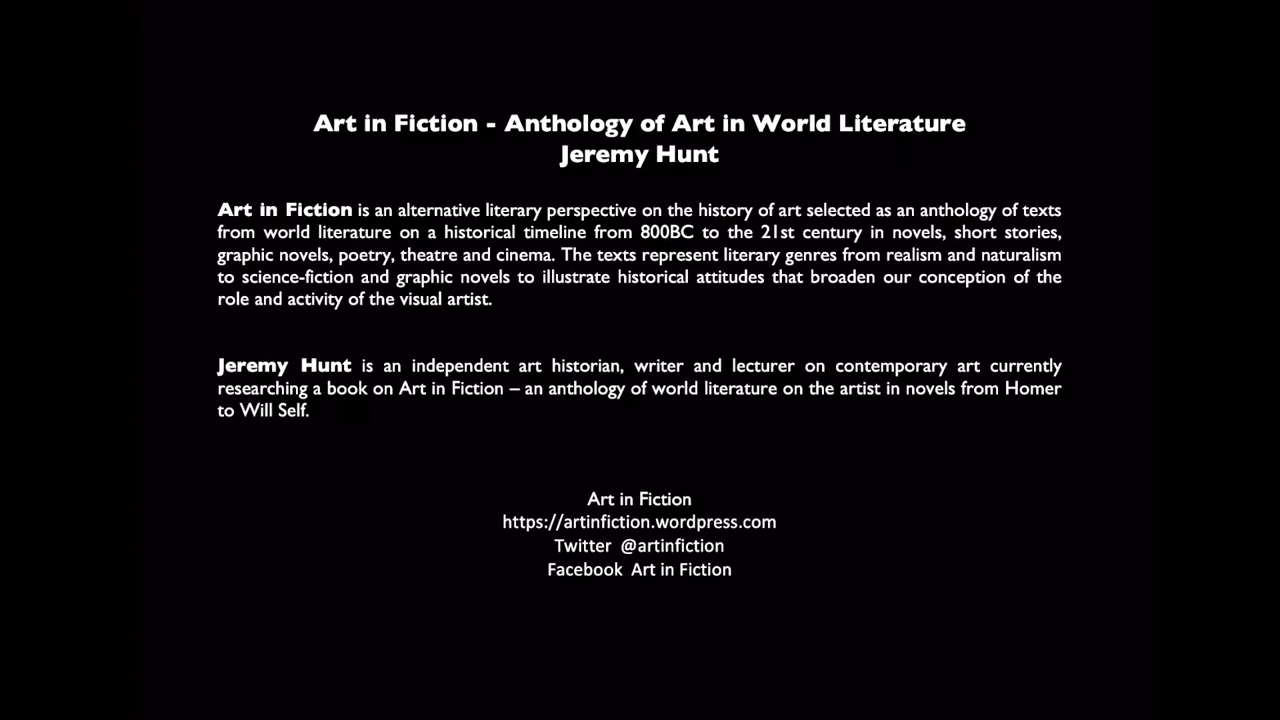 Art in Fiction - Anthology of Art in World Literature
Jeremy Hunt
Art in Fiction is an alternative literary perspective on the history of art selected as an anthology of texts
from world literature on a historical timeline from 800BC to the 21st century in novels, short stories,
graphic novels, poetry, theatre and cinema. The texts represent literary genres from realism and naturalism
to science-fiction and graphic novels to illustrate historical attitudes that broaden our conception of the
role and activity of the visual artist.
Jeremy Hunt is an independent art historian, writer and lecturer on contemporary art currently
researching a book on Art in Fiction – an anthology of world literature on the artist in novels from Homer
to Will Self.
Art in Fiction
https://artinfiction.wordpress.com
Twitter @artinfiction
Facebook Art in Fiction